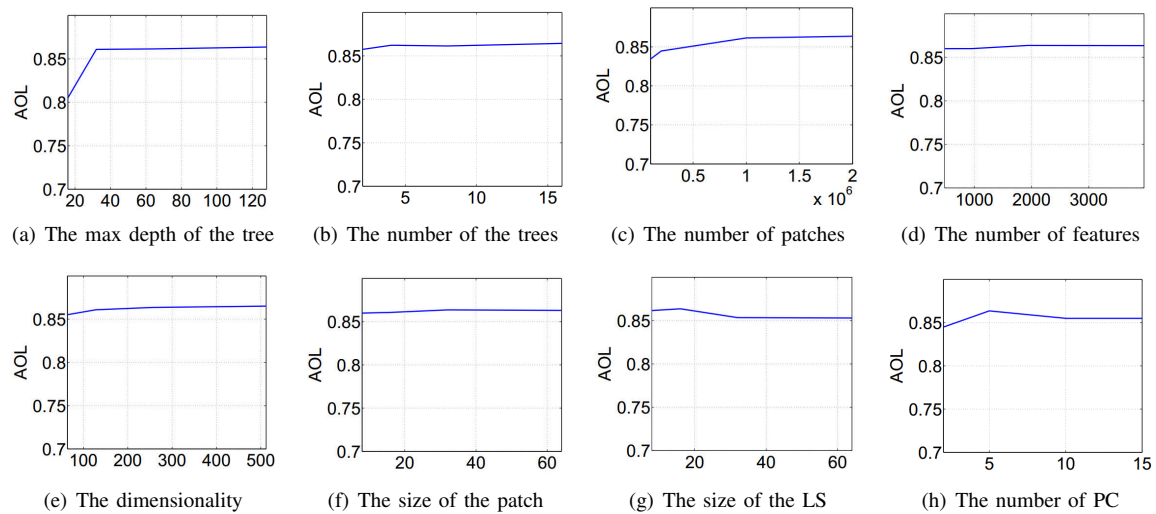 AOL
0.85
0.8
0.75
0.7
20 40 60 80 100 120
(a) The max depth of the tree
AOL
0.85
0.8
0.75
0.7
5 10 15
(b) The number of the trees
AOL
0.85
0.8
0.75
0.7
0.5 1 1.5 2
x 10^6
(c) The number of patches
AOL
0.85
0.8
0.75
0.7
1000 2000 3000
(d) The number of features
AOL
0.85
0.8
0.75
0.7
100 200 300 400 500
(e) The dimensionality
AOL
0.85
0.8
0.75
0.7
20 40 60
(f) The size of the patch
AOL
0.85
0.8
0.75
0.7
20 40 60
(g) The size of the LS
AOL
0.85
0.8
0.75
0.7
5 10 15
(h) The number of PC